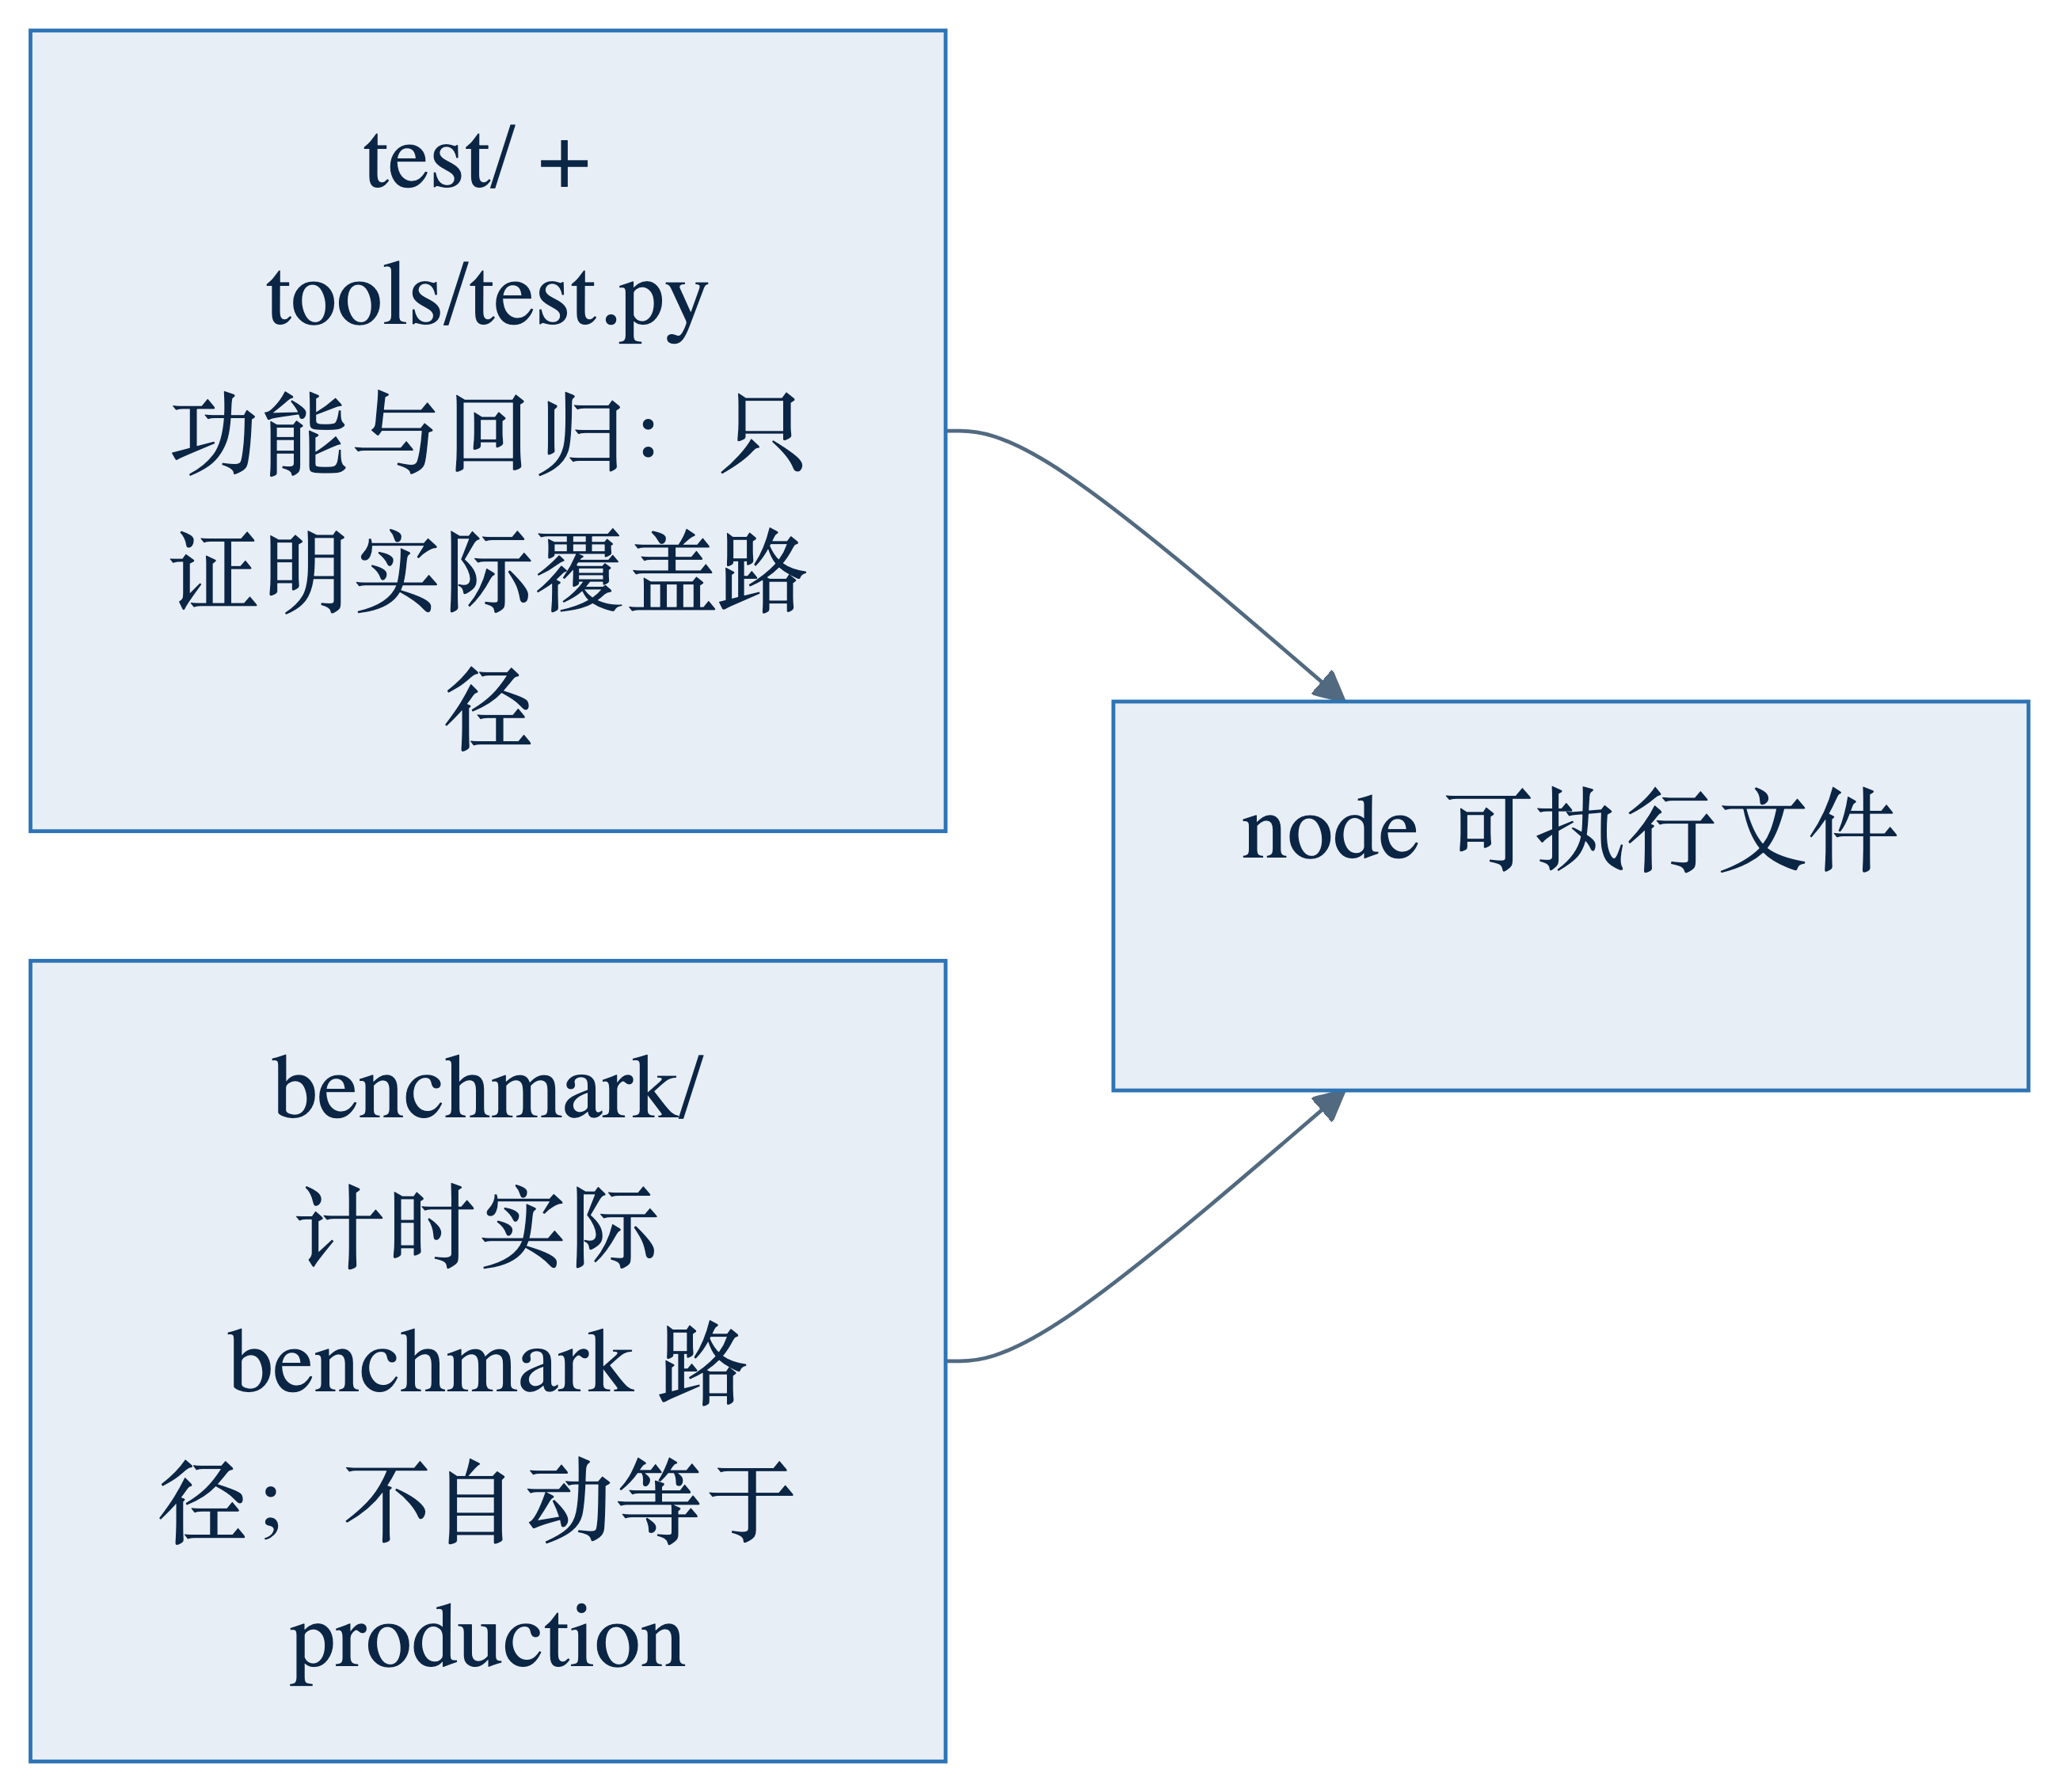 test/ +
tools/test.py
功能与回归：只
证明实际覆盖路
径
node 可执行文件
benchmark/
计时实际
benchmark 路
径；不自动等于
production